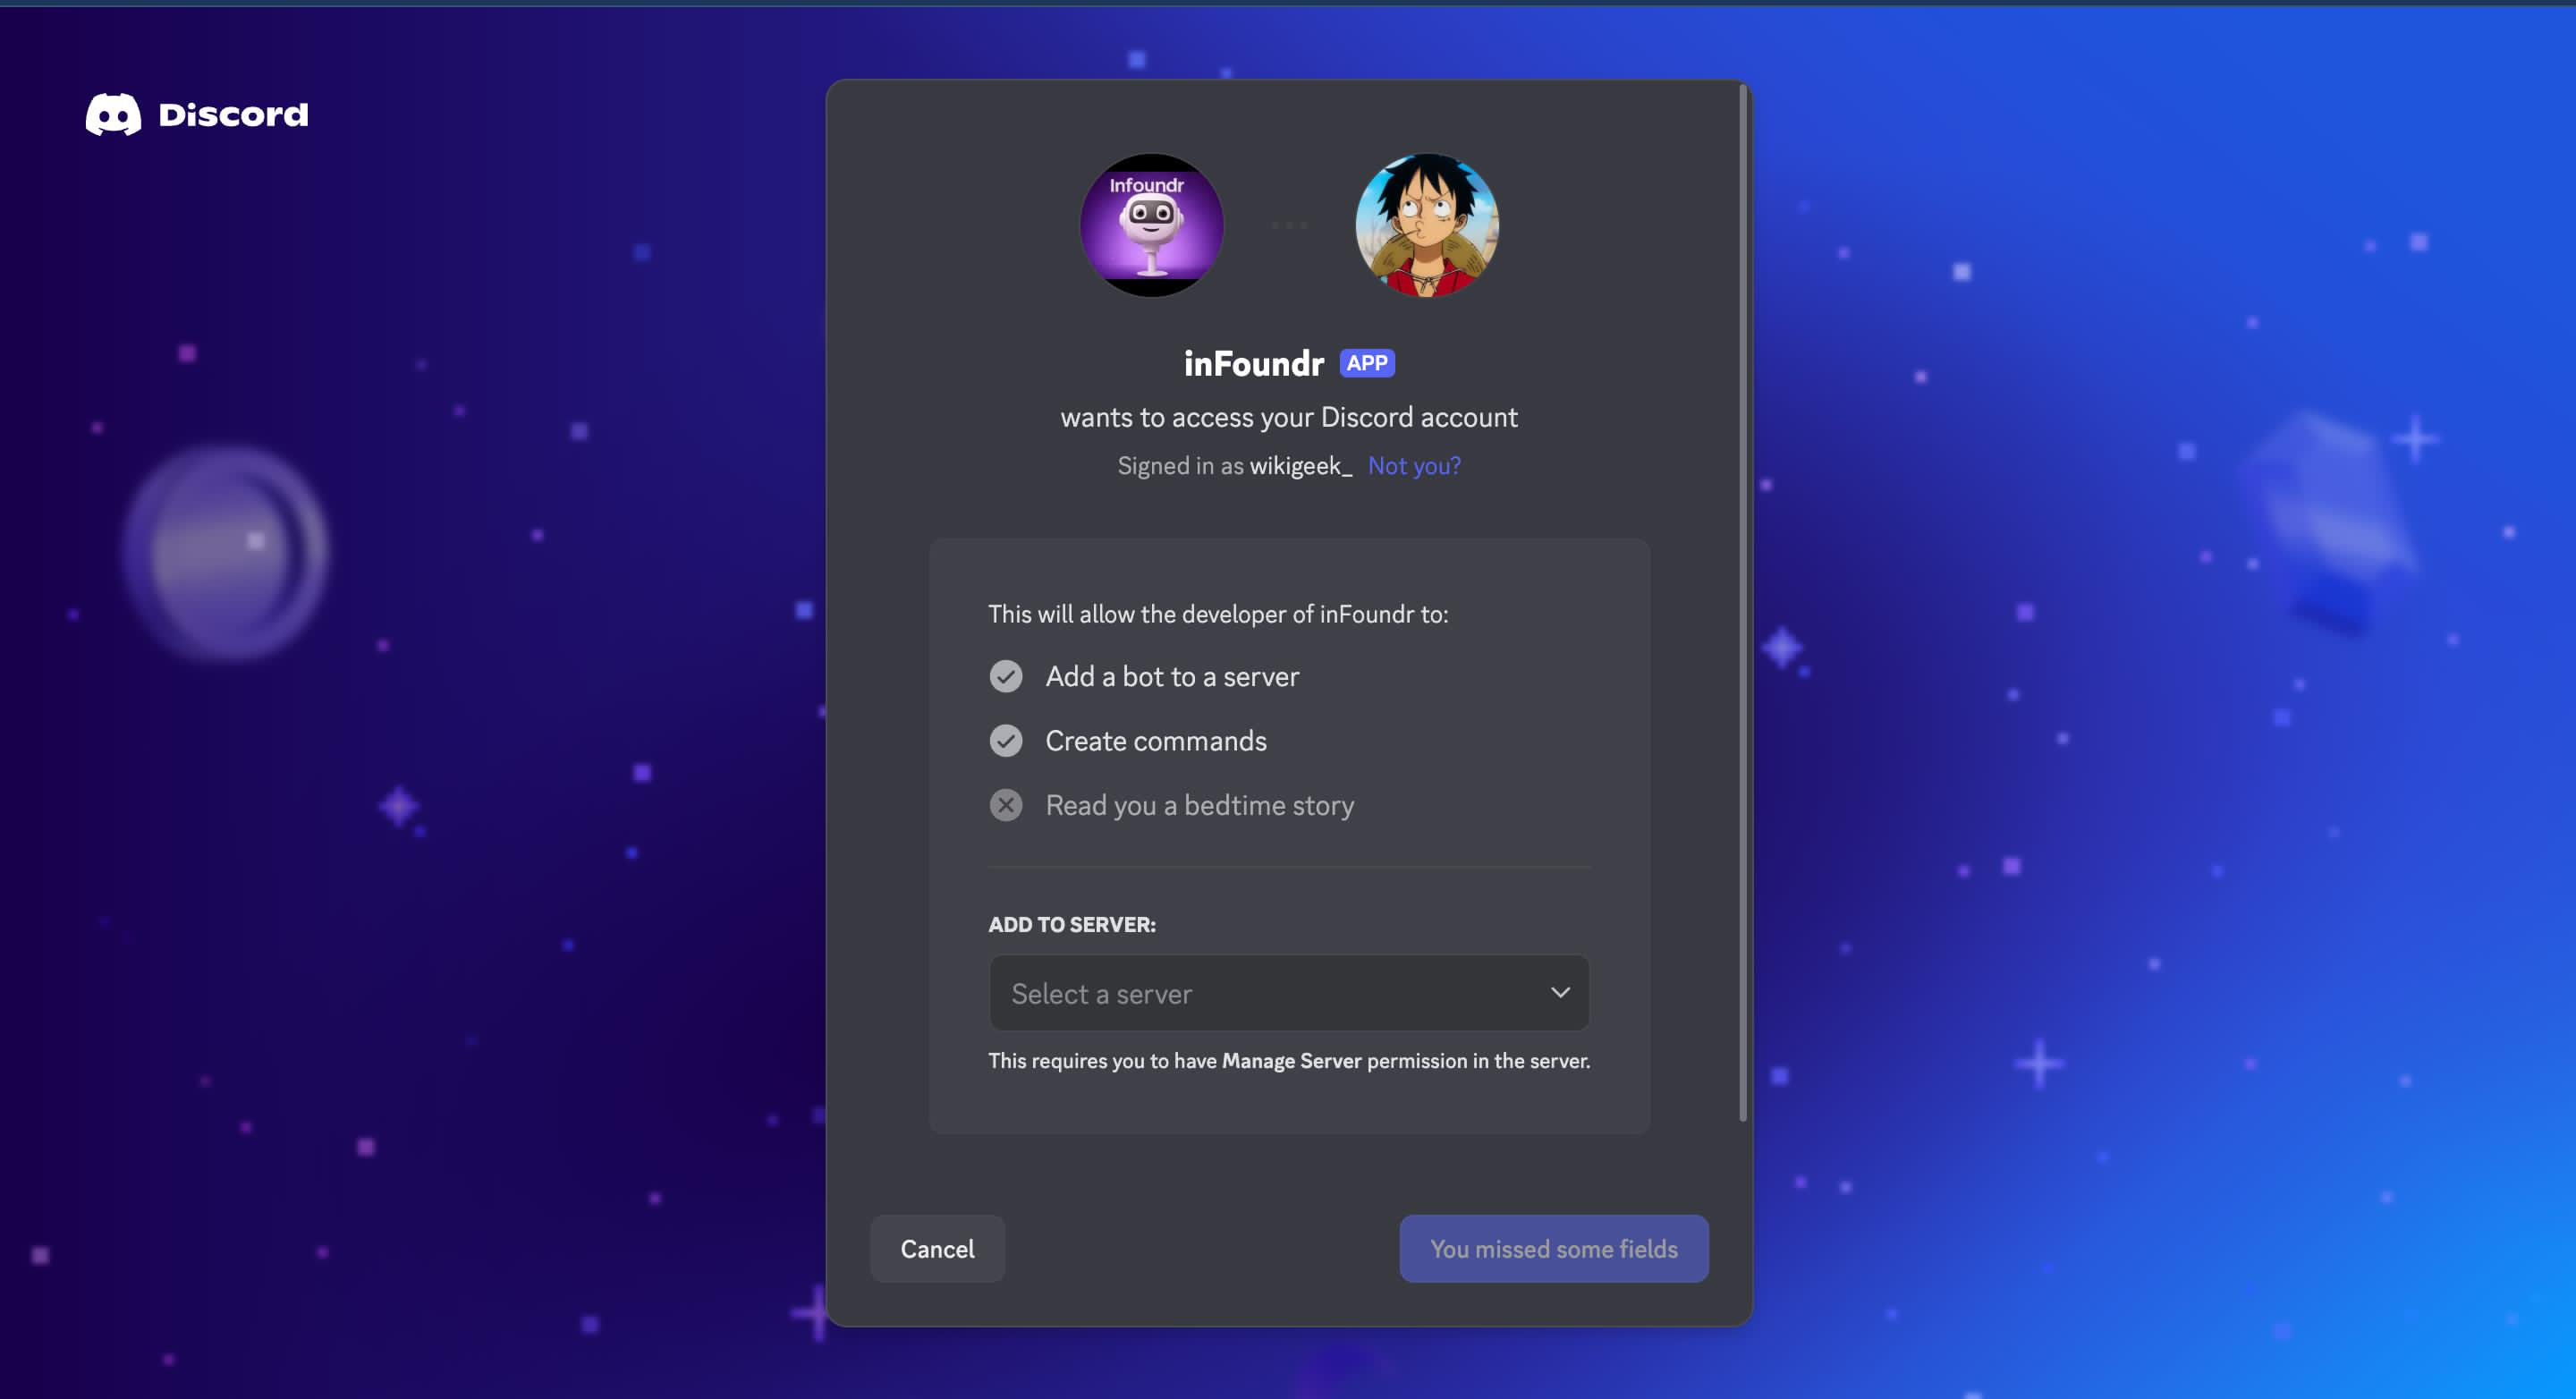 Discord
Infoundr
inFoundr APP
wants to access your Discord account
Signed in as wikigeek_ Not you?
This will allow the developer of inFoundr to:
Add a bot to a server
Create commands
Read you a bedtime story
ADD TO SERVER:
Select a server
This requires you to have Manage Server permission in the server.
Cancel
You missed some fields